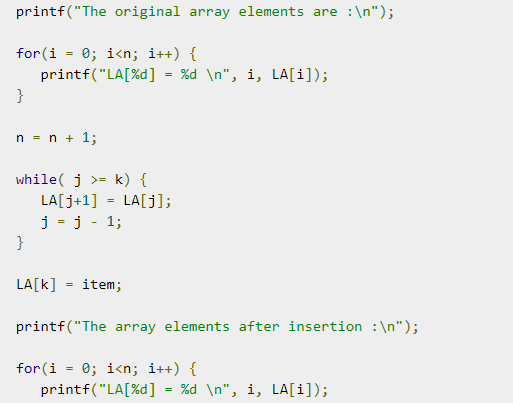 printf("The original array elements are :\n");
for(i = 0; i<n; i++) {
   printf("LA[%d] = %d \n", i, LA[i]);
}
n = n + 1;
while( j >= k) {
   LA[j+1] = LA[j];
   j = j - 1;
}
LA[k] = item;
printf("The array elements after insertion :\n");
for(i = 0; i<n; i++) {
   printf("LA[%d] = %d \n", i, LA[i]);